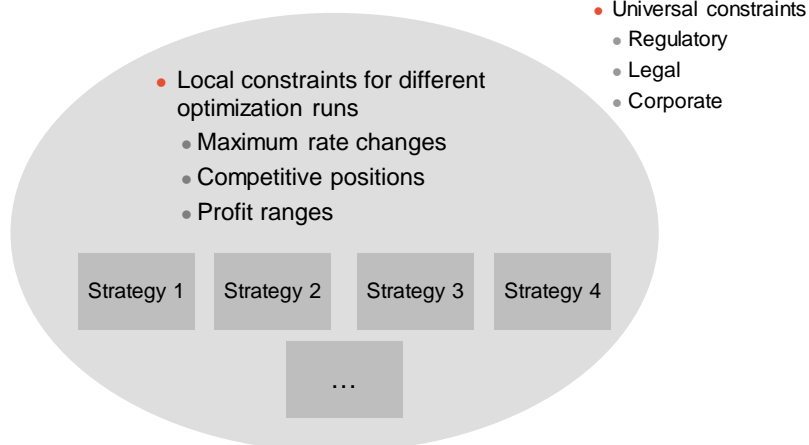 • Universal constraints
• Regulatory
• Legal
• Corporate
• Local constraints for different
optimization runs
• Maximum rate changes
• Competitive positions
• Profit ranges
Strategy 1
Strategy 2
Strategy 3
Strategy 4
…